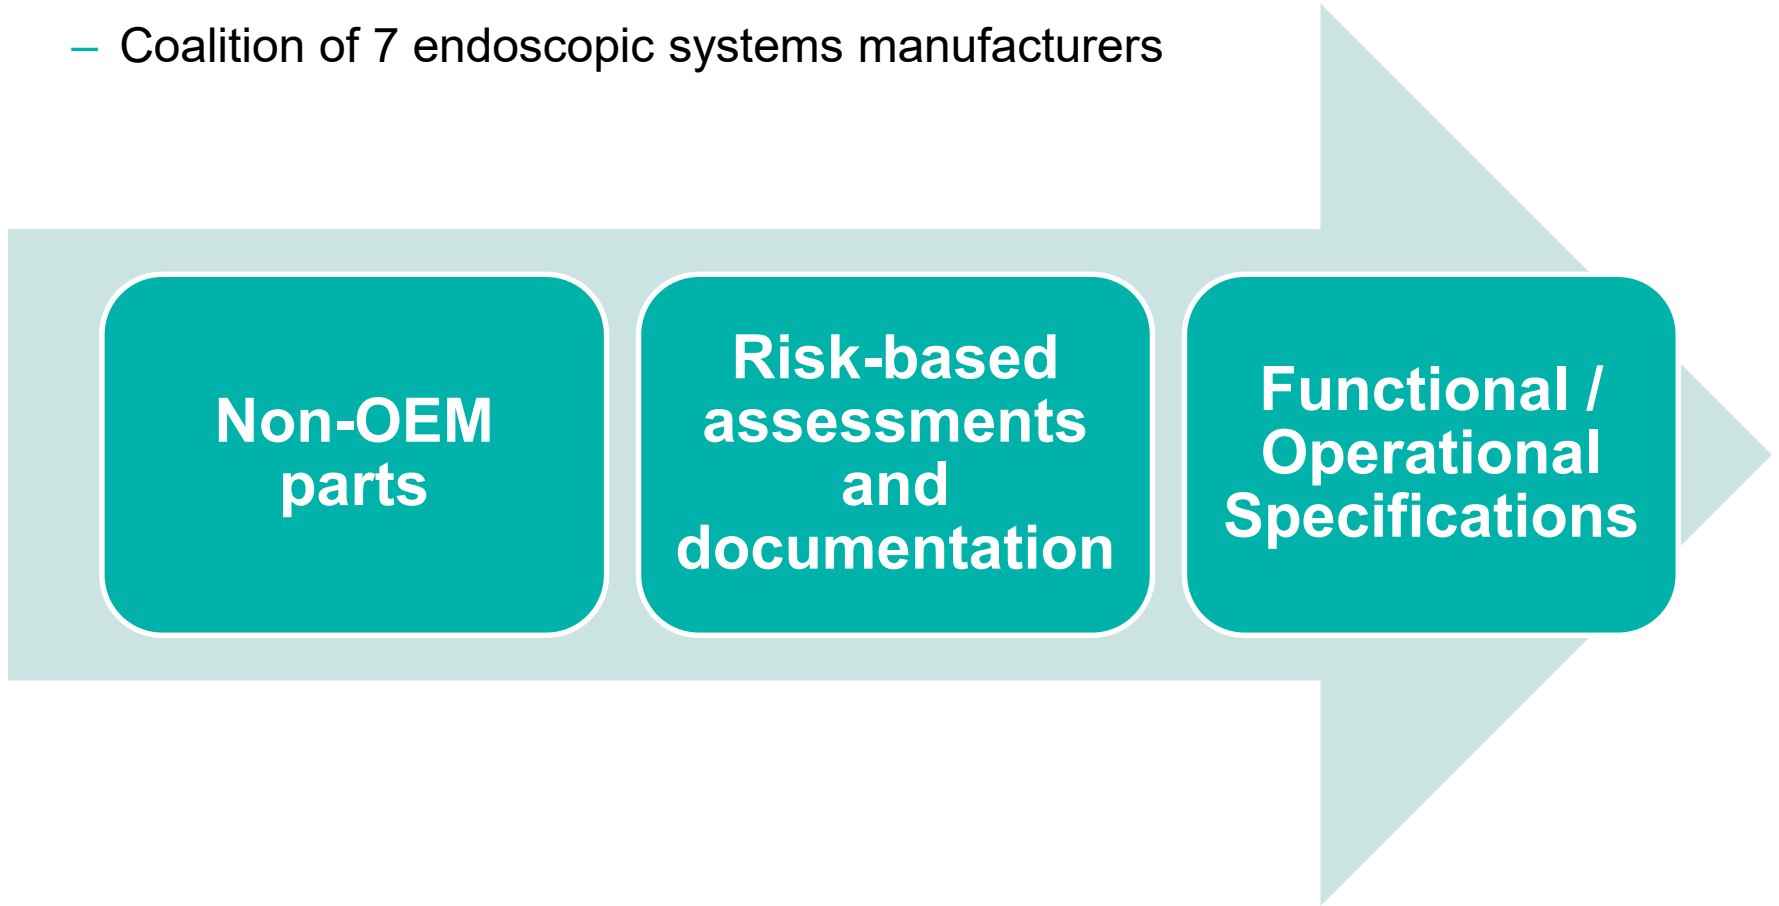 – Coalition of 7 endoscopic systems manufacturers
Non-OEM
parts
Risk-based
assessments
and
documentation
Functional /
Operational
Specifications